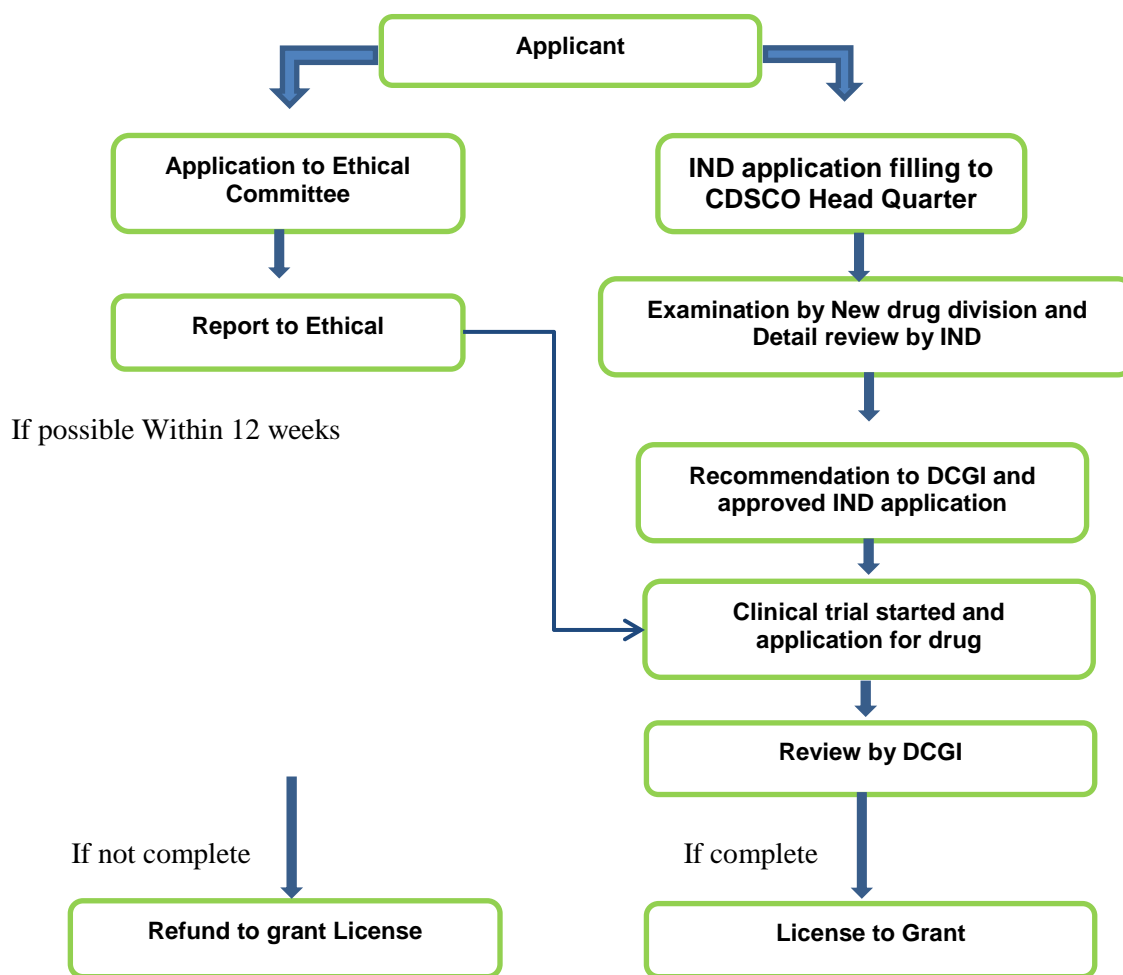 Applicant
Application to Ethical
Committee
IND application filling to
CDSCO Head Quarter
Report to Ethical
Examination by New drug division and
Detail review by IND
If possible Within 12 weeks
Recommendation to DCGI and
approved IND application
Clinical trial started and
application for drug
Review by DCGI
If not complete
If complete
Refund to grant License
License to Grant